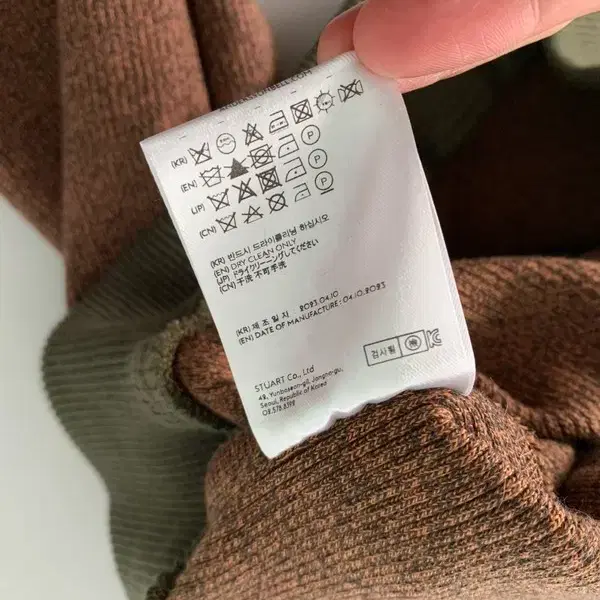 (KR)
(EN)
(JP)
(CN)
(KR) 반드시 드라이클리닝 하십시오
(EN) DRY CLEAN ONLY
(JP) ドライクリーニングしてください
(CN) 干洗 不可手洗
(KR) 제 조 일 자 2023.04.10
(EN) DATE OF MANUFACTURE : 04.10.2023
검사필
STUART Co., Ltd
Seoul, Republic of Korea